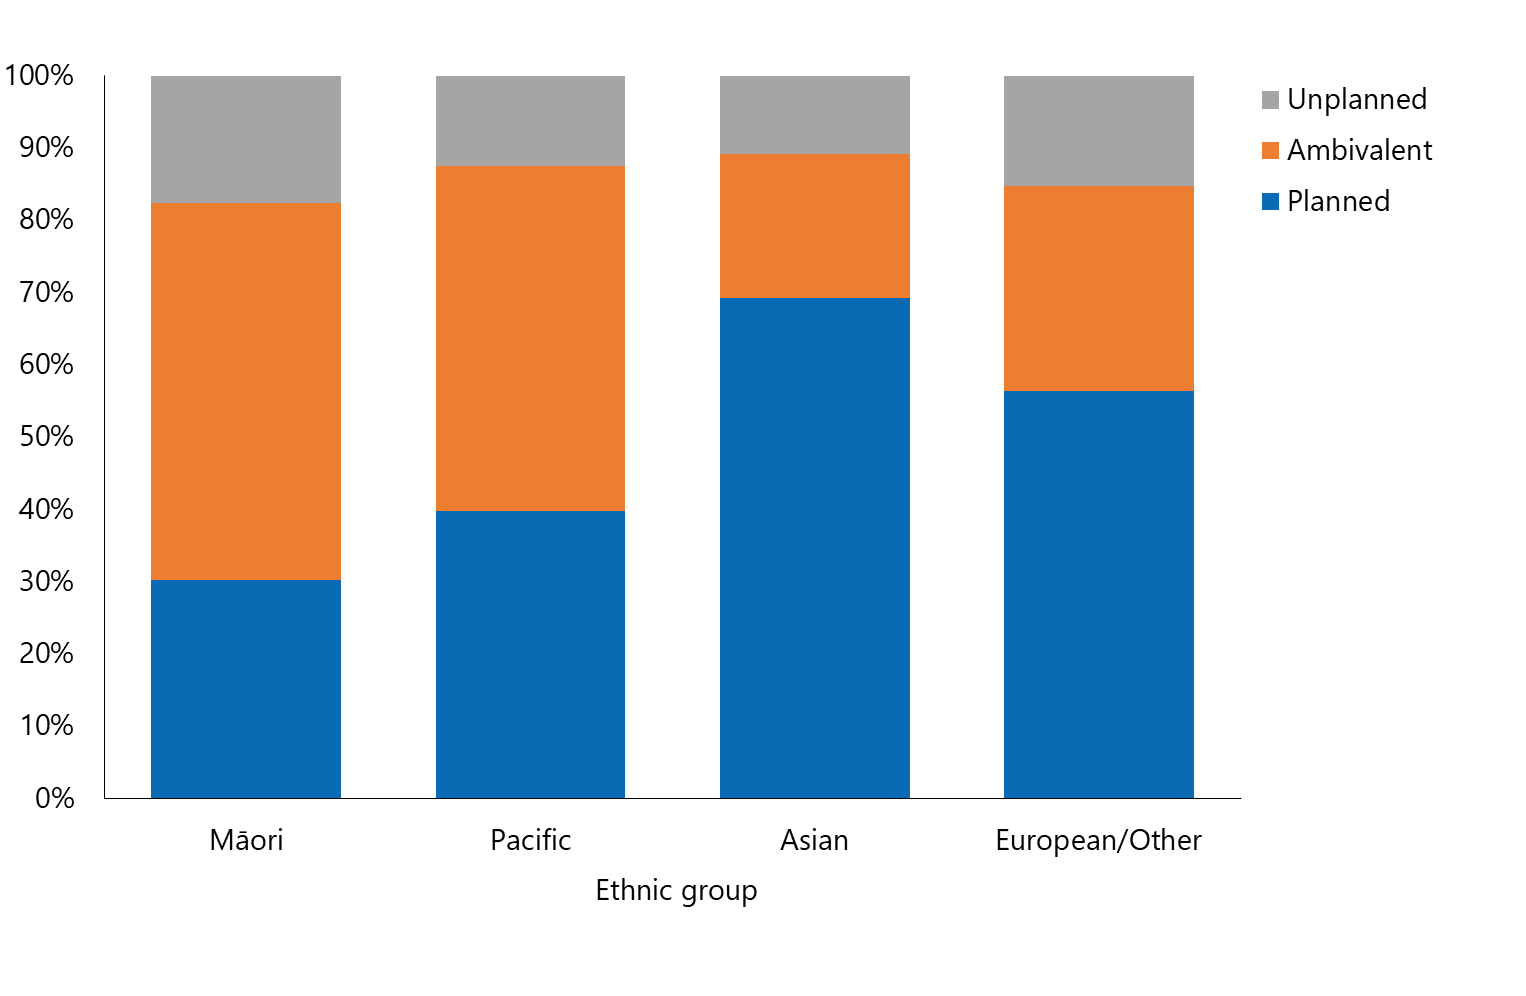 100%
90%
80%
70%
60%
50%
40%
30%
20%
10%
0%
Māori
Pacific
Asian
European/Other
Ethnic group
Unplanned
Ambivalent
Planned